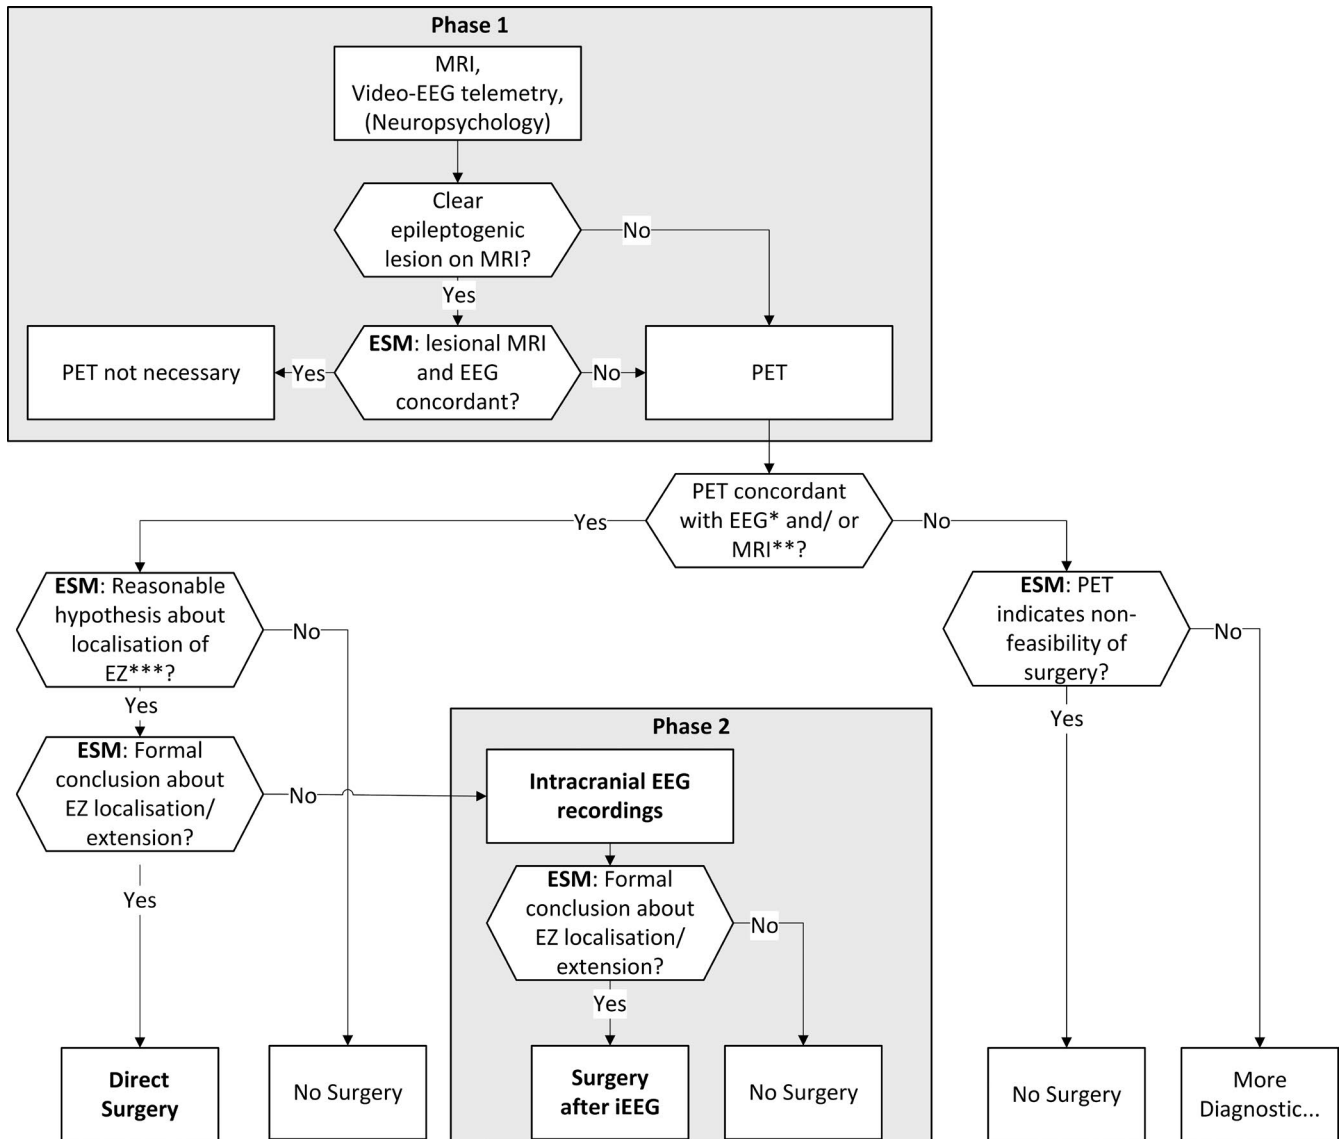 Phase 1
MRI,
Video-EEG telemetry,
(Neuropsychology)
Clear
epileptogenic
lesion on MRI?
No
Yes
PET not necessary
Yes
ESM: lesional MRI
and EEG
concordant?
No
PET
PET concordant
with EEG* and/ or
MRI**?
Yes
No
ESM: Reasonable
hypothesis about
localisation of
EZ***?
No
Yes
ESM: PET
indicates non-
feasibility of
surgery?
No
Yes
ESM: Formal
conclusion about
EZ localisation/
extension?
No
Yes
Phase 2
Intracranial EEG
recordings
ESM: Formal
conclusion about
EZ localisation/
extension?
No
Yes
Direct
Surgery
No Surgery
Surgery
after iEEG
No Surgery
No Surgery
More
Diagnostic...